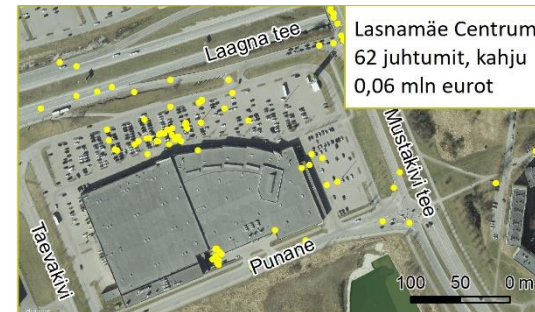 Lasnamäe Centrum
62 juhtumit, kahju
0,06 mln eurot
Laagna tee
Mustakivi tee
Taevakivi
Punane
100 50 0 m